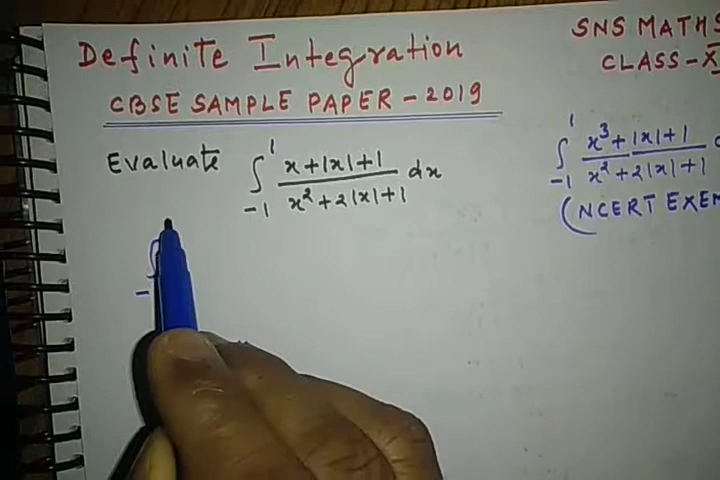 Definite Integration
CBSE SAMPLE PAPER - 2019
SNS MATHS
CLASS - X
Evaluate ∫₋₁¹ (x+|x|+1)/(x²+2|x|+1) dx
∫₋₁¹ (x³+|x|+1)/(x²+2|x|+1)
(NCERT EXEM